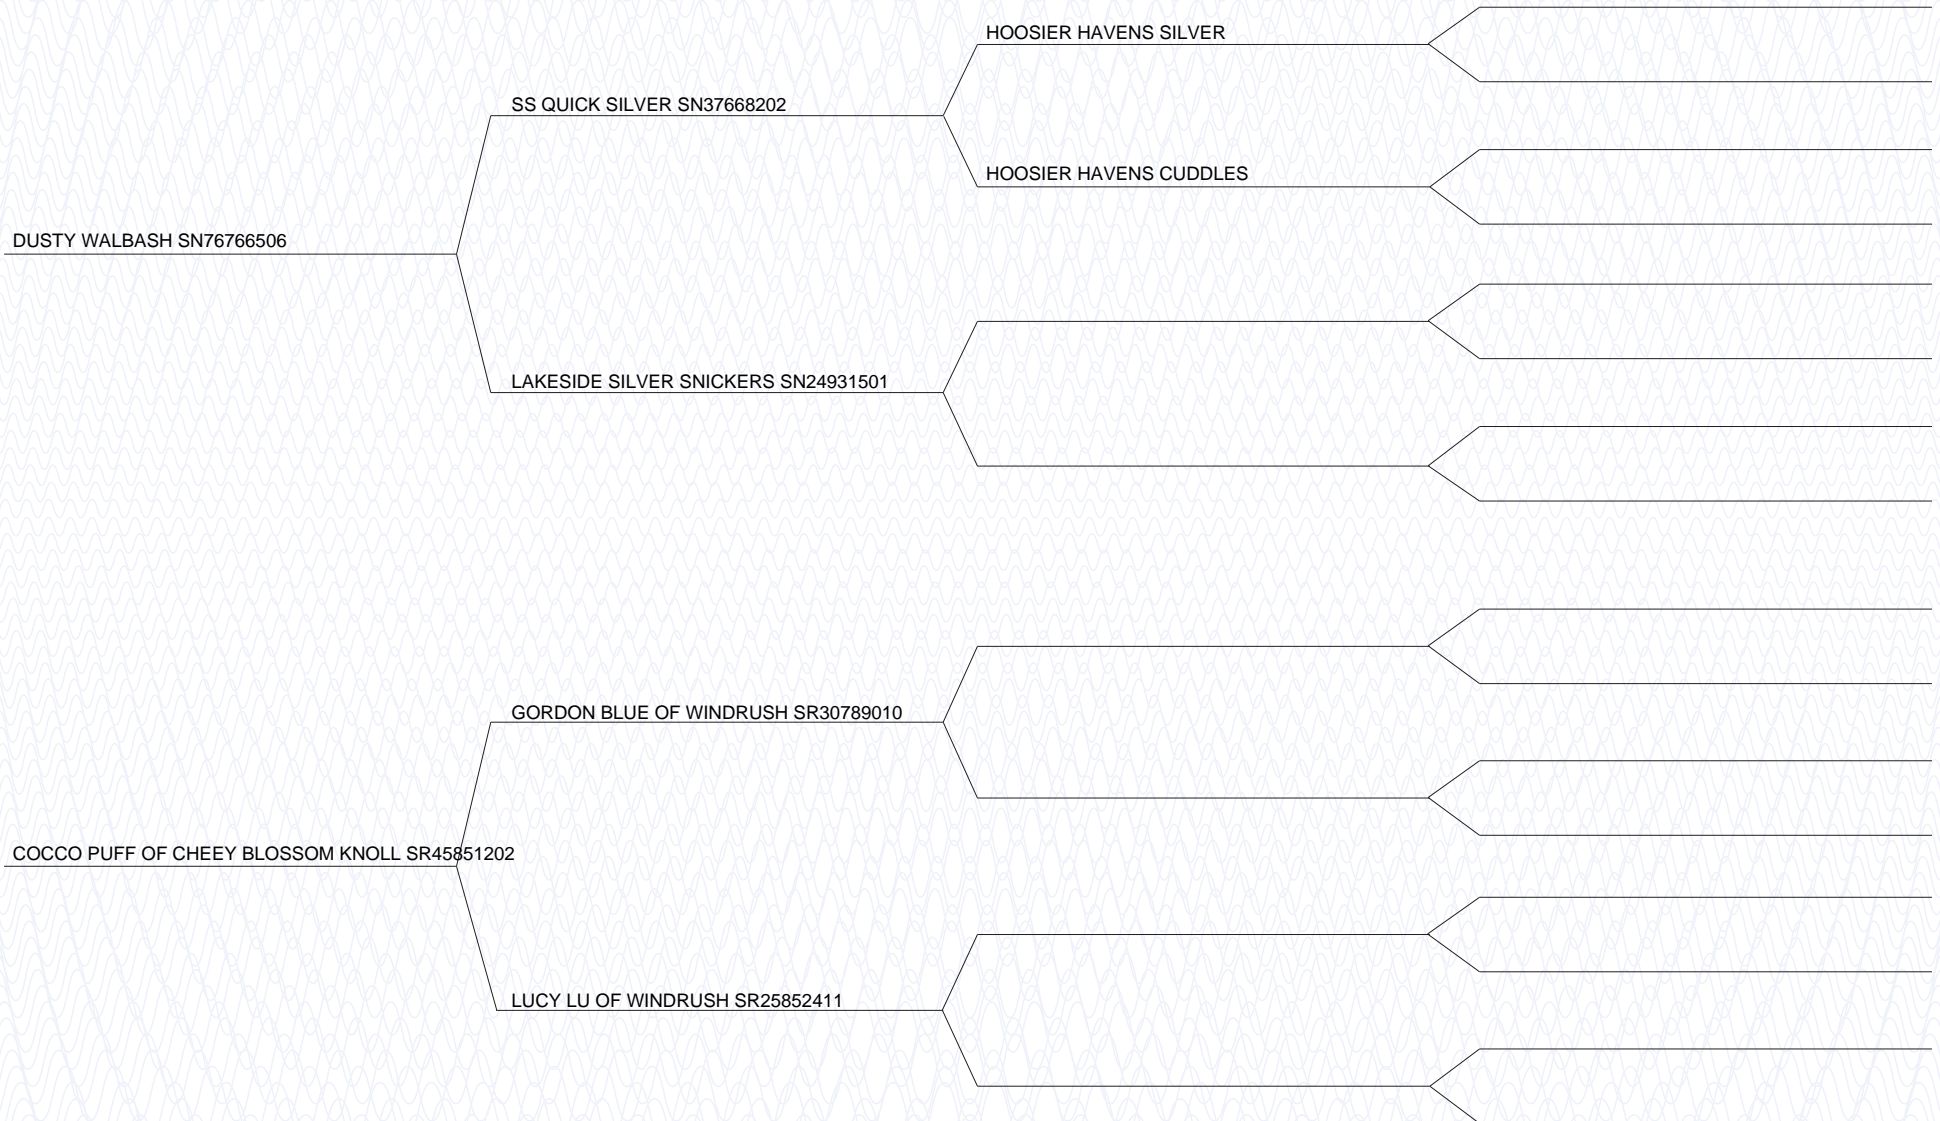 HOOSIER HAVENS SILVER
SS QUICK SILVER SN37668202
HOOSIER HAVENS CUDDLES
DUSTY WALBASH SN76766506
LAKESIDE SILVER SNICKERS SN24931501
GORDON BLUE OF WINDRUSH SR30789010
COCCO PUFF OF CHEEY BLOSSOM KNOLL SR45851202
LUCY LU OF WINDRUSH SR25852411